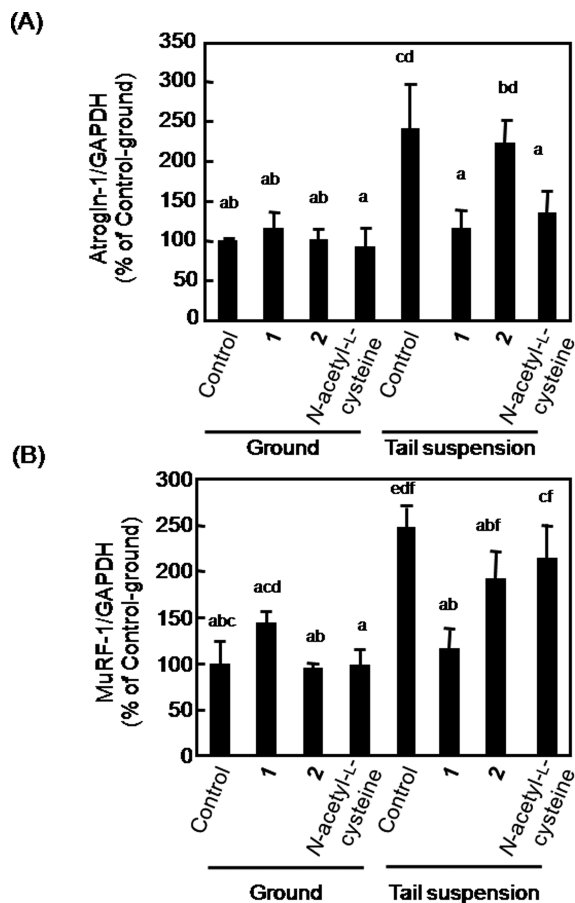 (A)
Atrogin-1/GAPDH
(% of Control-ground)
350
300
250
200
150
100
50
0
ab
ab
ab
a
cd
a
bd
a
Control
1
2
N-acetyl-L-
cysteine
Control
1
2
N-acetyl-L-
cysteine
Ground
Tail suspension
(B)
MuRF-1/GAPDH
(% of Control-ground)
300
250
200
150
100
50
0
abc
acd
ab
a
edf
ab
abf
cf
Control
1
2
N-acetyl-L-
cysteine
Control
1
2
N-acetyl-L-
cysteine
Ground
Tail suspension